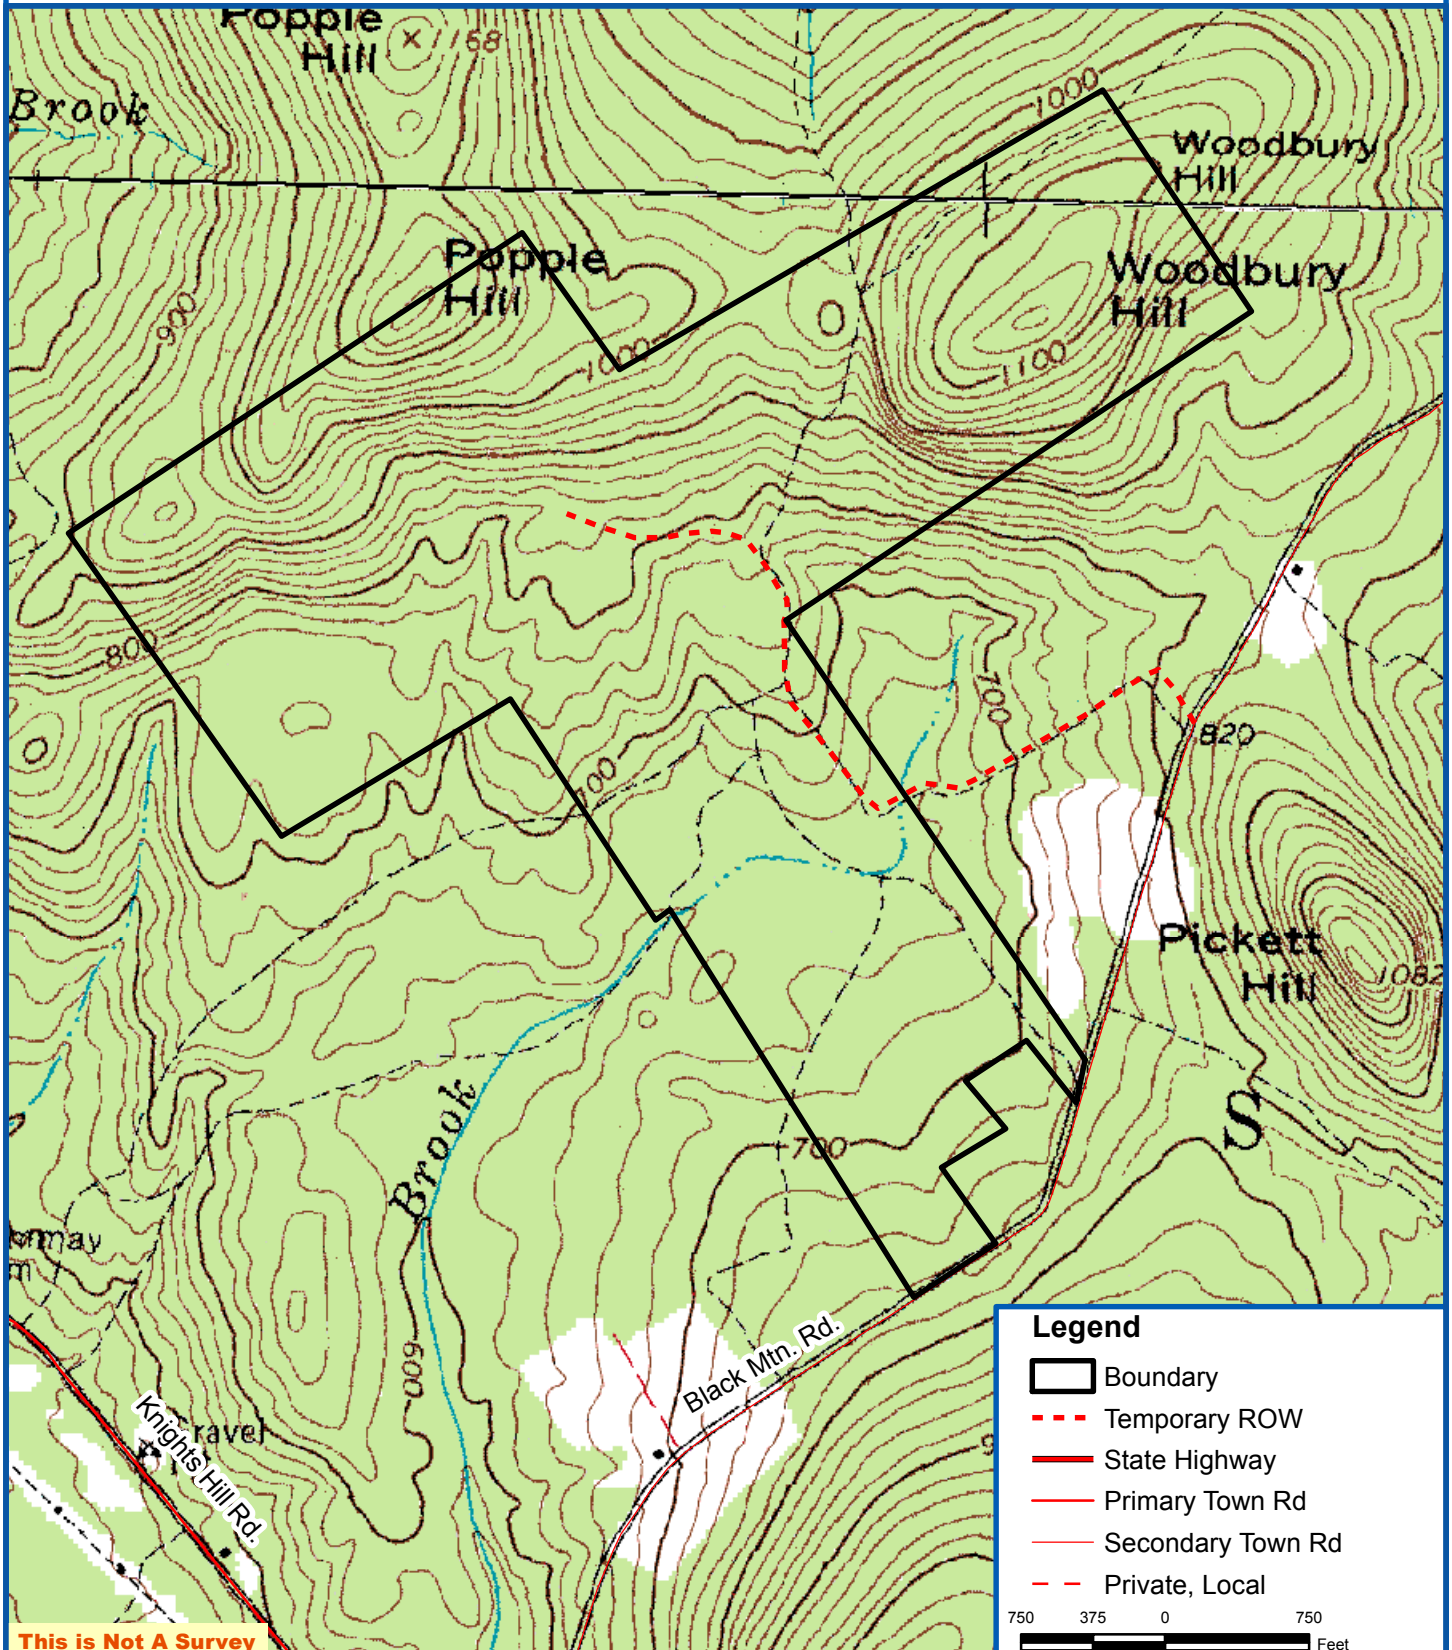 Popple
Hill
1168
Brook
1000
Woodbury
Hill
Popple
Hill
Woodbury
Hill
900
1000
1100
800
700
820
700
Pickett
Hill
1082
Brook
S
700
600
Black Mtn. Rd.
Knights Hill Rd.
ravel
Legend
Boundary
Temporary ROW
State Highway
Primary Town Rd
Secondary Town Rd
Private, Local
750 375 0 750
Feet
This is Not A Survey